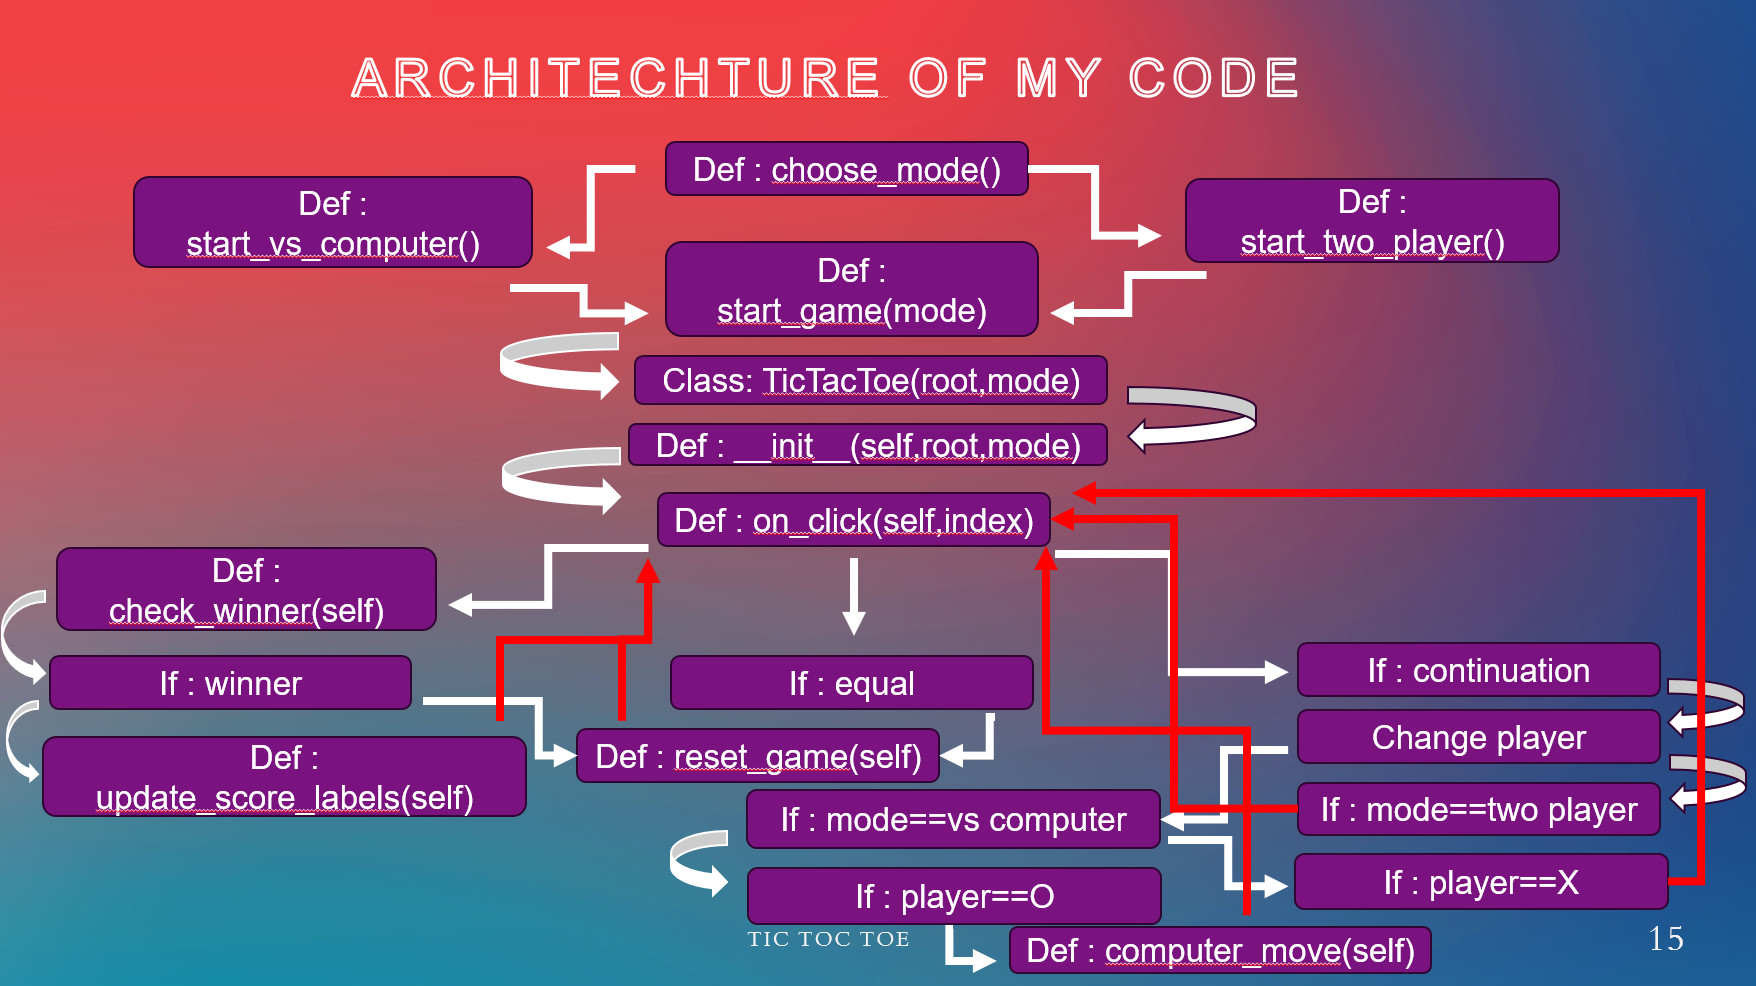 ARCHITECHTURE OF MY CODE
Def : choose_mode()
Def :
start_vs_computer()
Def :
start_two_player()
Def :
start_game(mode)
Class: TicTacToe(root,mode)
Def : __init__(self,root,mode)
Def : on_click(self,index)
Def :
check_winner(self)
If : winner
If : equal
If : continuation
Def :
update_score_labels(self)
Def : reset_game(self)
Change player
If : mode==vs computer
If : mode==two player
If : player==O
If : player==X
Def : computer_move(self)
TIC TOC TOE
15